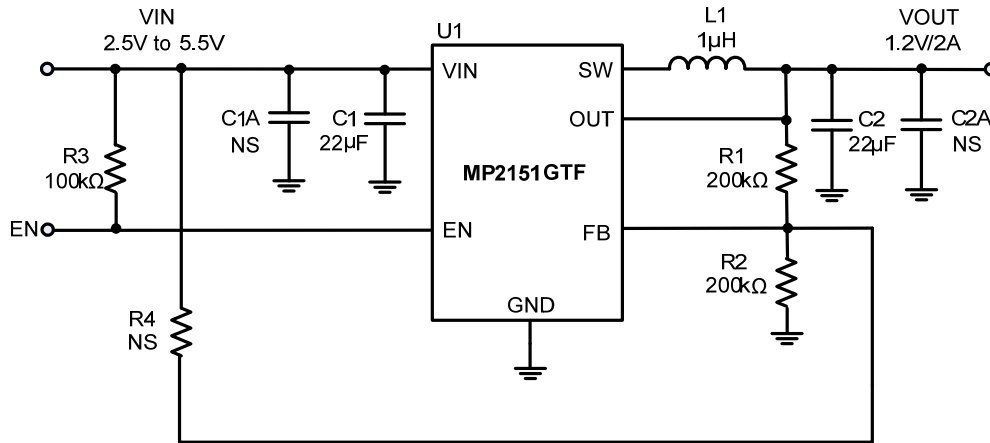 VIN
2.5V to 5.5V
U1
L1
1µH
VOUT
1.2V/2A
VIN
SW
C1A
NS
C1
22µF
OUT
C2
22µF
C2A
NS
R3
100kΩ
MP2151GTF
R1
200kΩ
EN
EN
FB
R2
200kΩ
GND
R4
NS